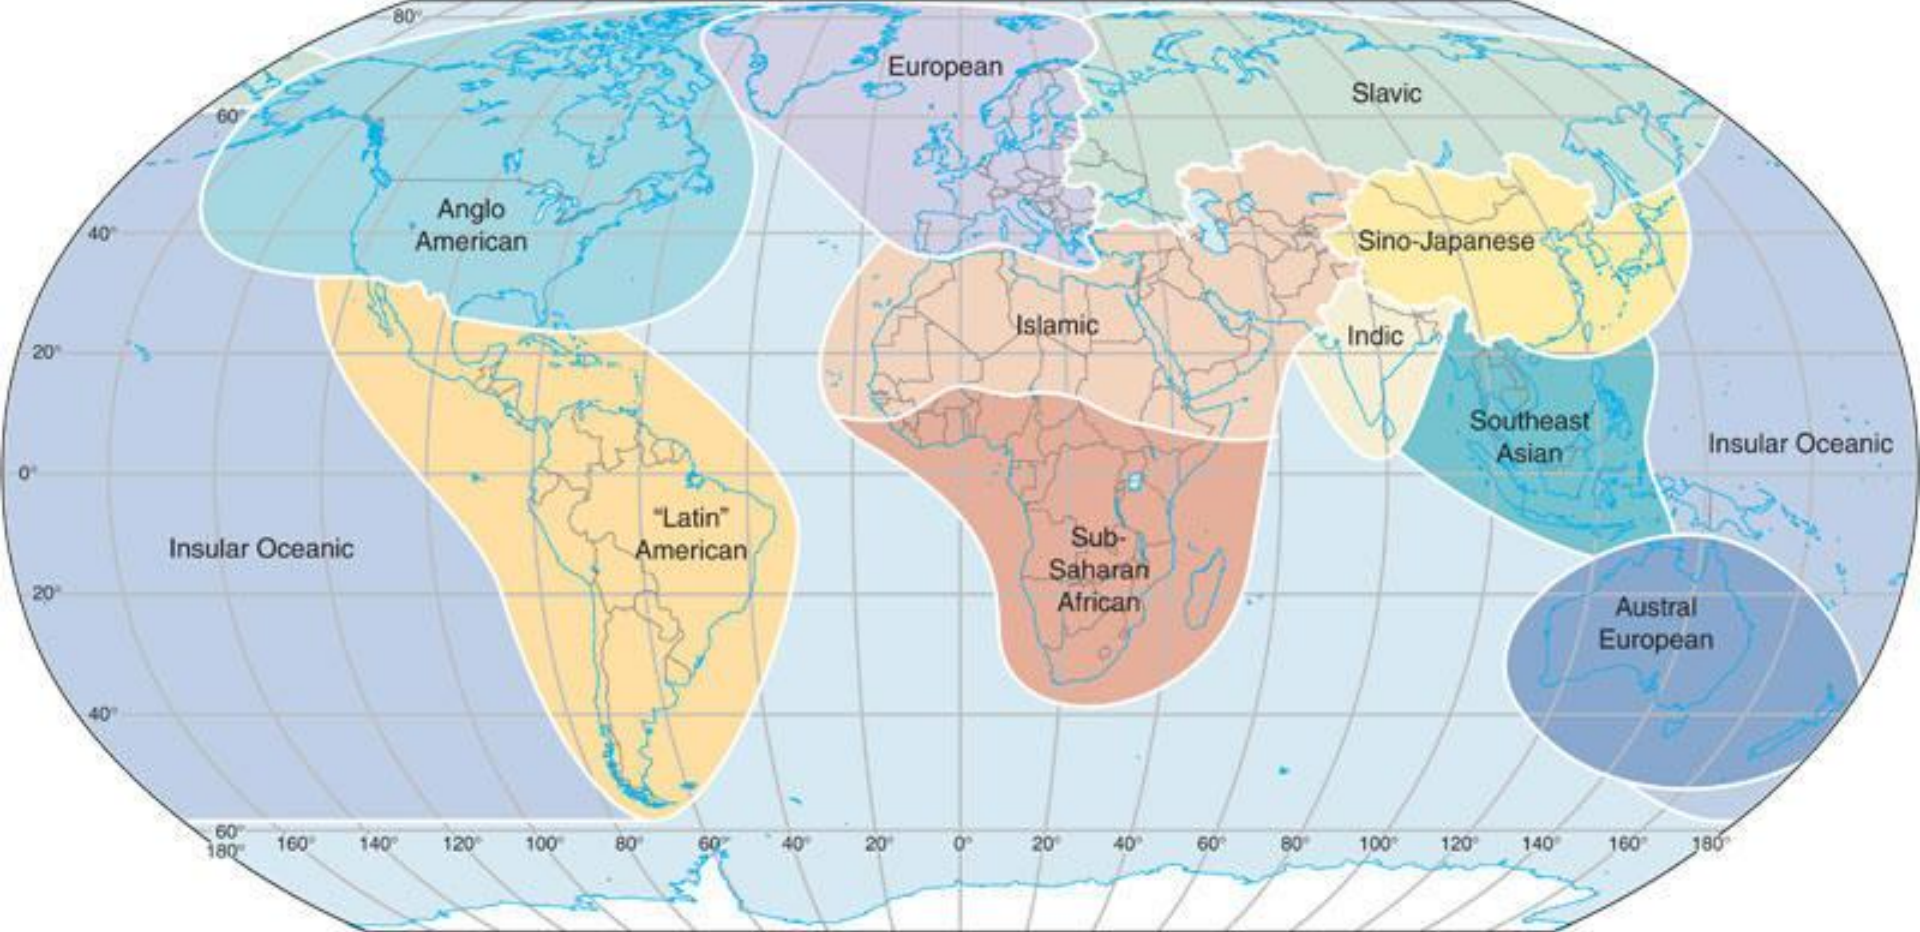 80°
European
Slavic
60°
Anglo
American
40°
Sino-Japanese
Islamic
Indic
20°
Southeast
Asian
Insular Oceanic
0°
"Latin"
American
Insular Oceanic
Sub-
Saharan
African
20°
Austral
European
40°
60°
180° 160° 140° 120° 100° 80° 60° 40° 20° 0° 20° 40° 60° 80° 100° 120° 140° 160° 180°